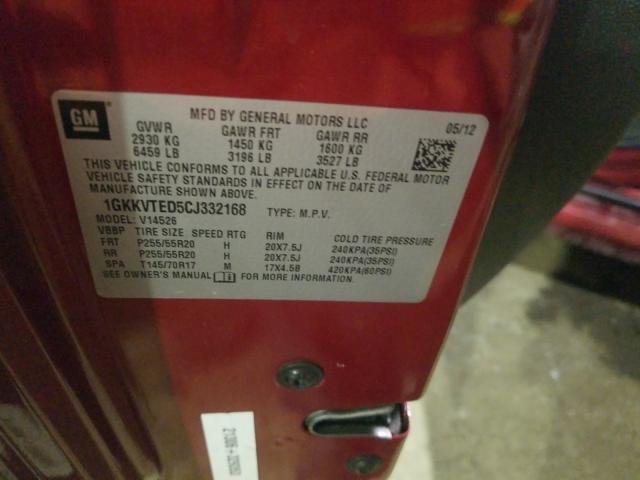 GM
MFD BY GENERAL MOTORS LLC
05/12
GVWR GAWR FRT GAWR RR
2930 KG 1450 KG 1600 KG
6459 LB 3196 LB 3527 LB
THIS VEHICLE CONFORMS TO ALL APPLICABLE U.S. FEDERAL MOTOR
VEHICLE SAFETY STANDARDS IN EFFECT ON THE DATE OF
MANUFACTURE SHOWN ABOVE.
1GKKVTED5CJ332168 TYPE: M.P.V.
MODEL: V14526
VBBP TIRE SIZE SPEED RTG RIM COLD TIRE PRESSURE
FRT P255/55R20 H 20X7.5J 240KPA(35PSI)
RR P255/55R20 H 20X7.5J 240KPA(35PSI)
SPA T145/70R17 M 17X4.5B 420KPA(60PSI)
SEE OWNER'S MANUAL FOR MORE INFORMATION.